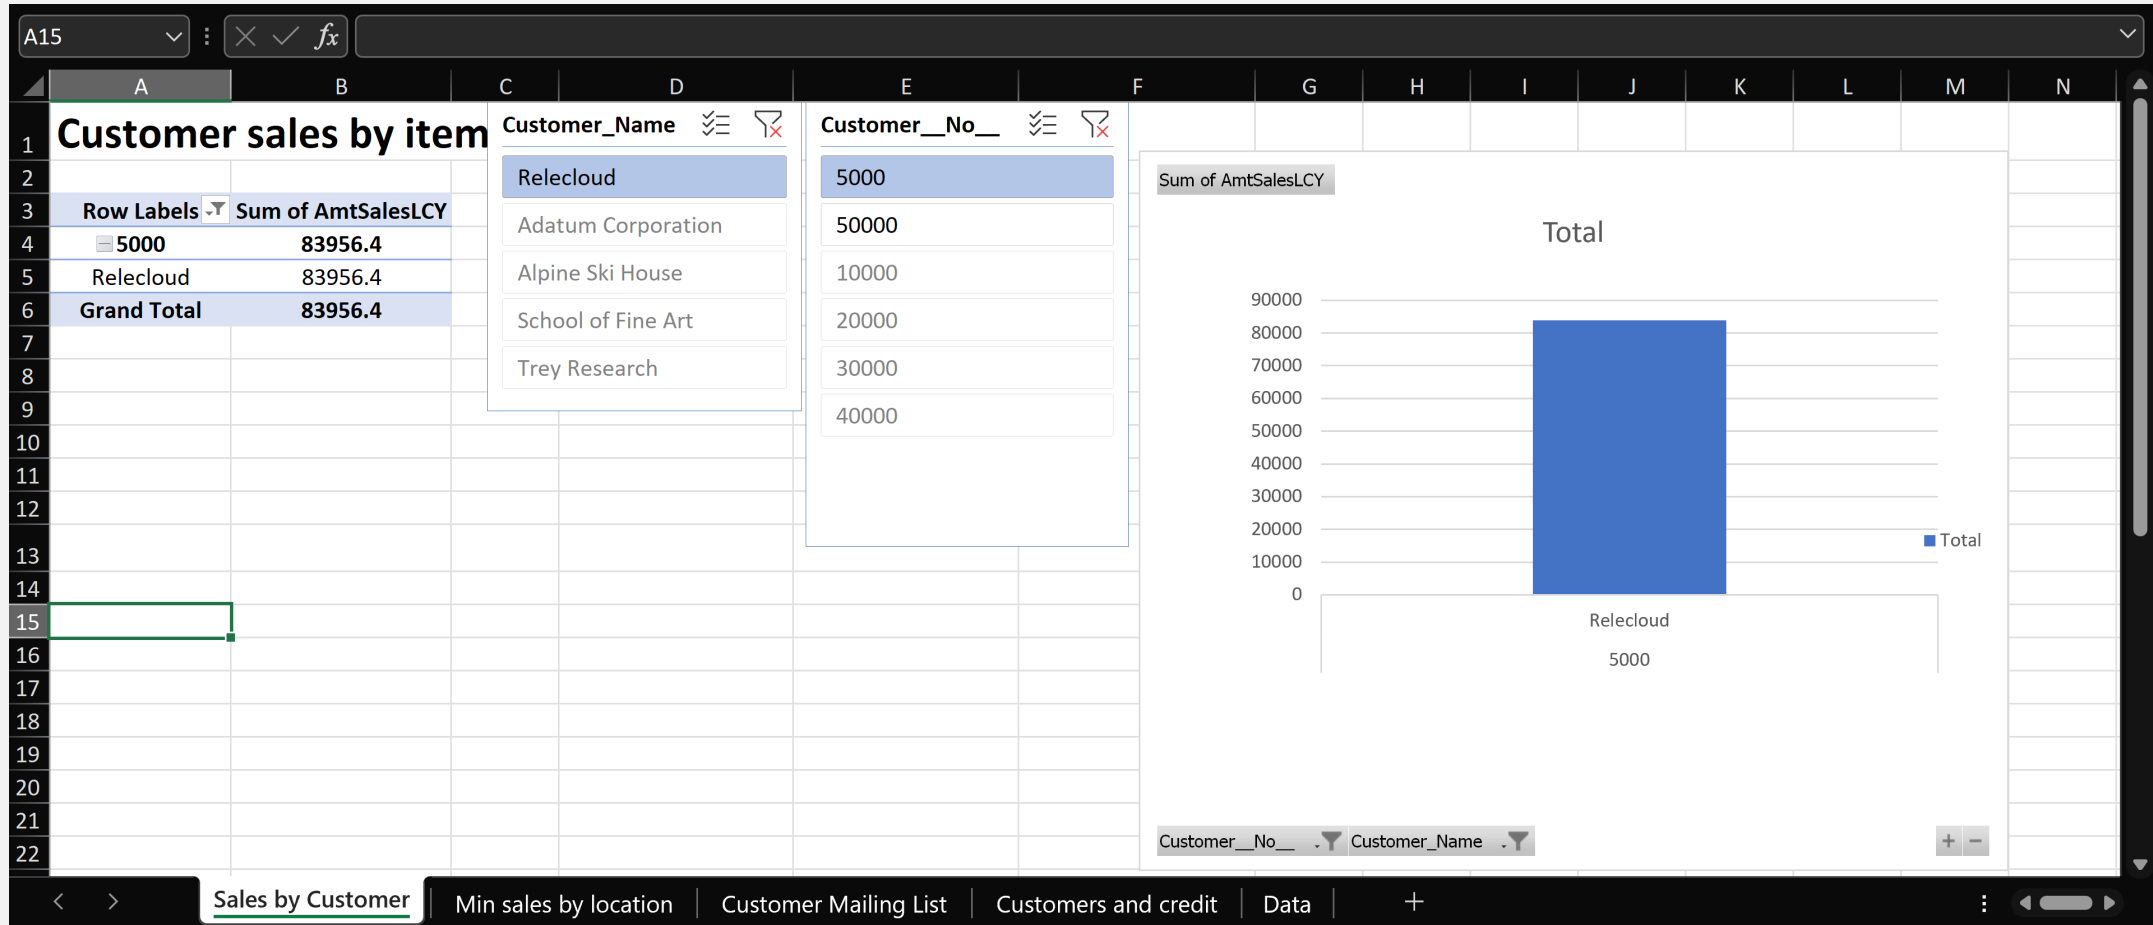 A15
fx
A B C D E F G H I J K L M N
1 Customer sales by item
2
3 Row Labels Sum of AmtSalesLCY
4 5000 83956.4
5 Relecloud 83956.4
6 Grand Total 83956.4
7
8
9
10
11
12
13
14
15
16
17
18
19
20
21
22
Customer_Name
Relecloud
Adatum Corporation
Alpine Ski House
School of Fine Art
Trey Research
Customer__No__
5000
50000
10000
20000
30000
40000
Sum of AmtSalesLCY
Total
90000
80000
70000
60000
50000
40000
30000
20000
10000
0
Relecloud
5000
Total
Customer__No__ Customer_Name
Sales by Customer Min sales by location Customer Mailing List Customers and credit Data